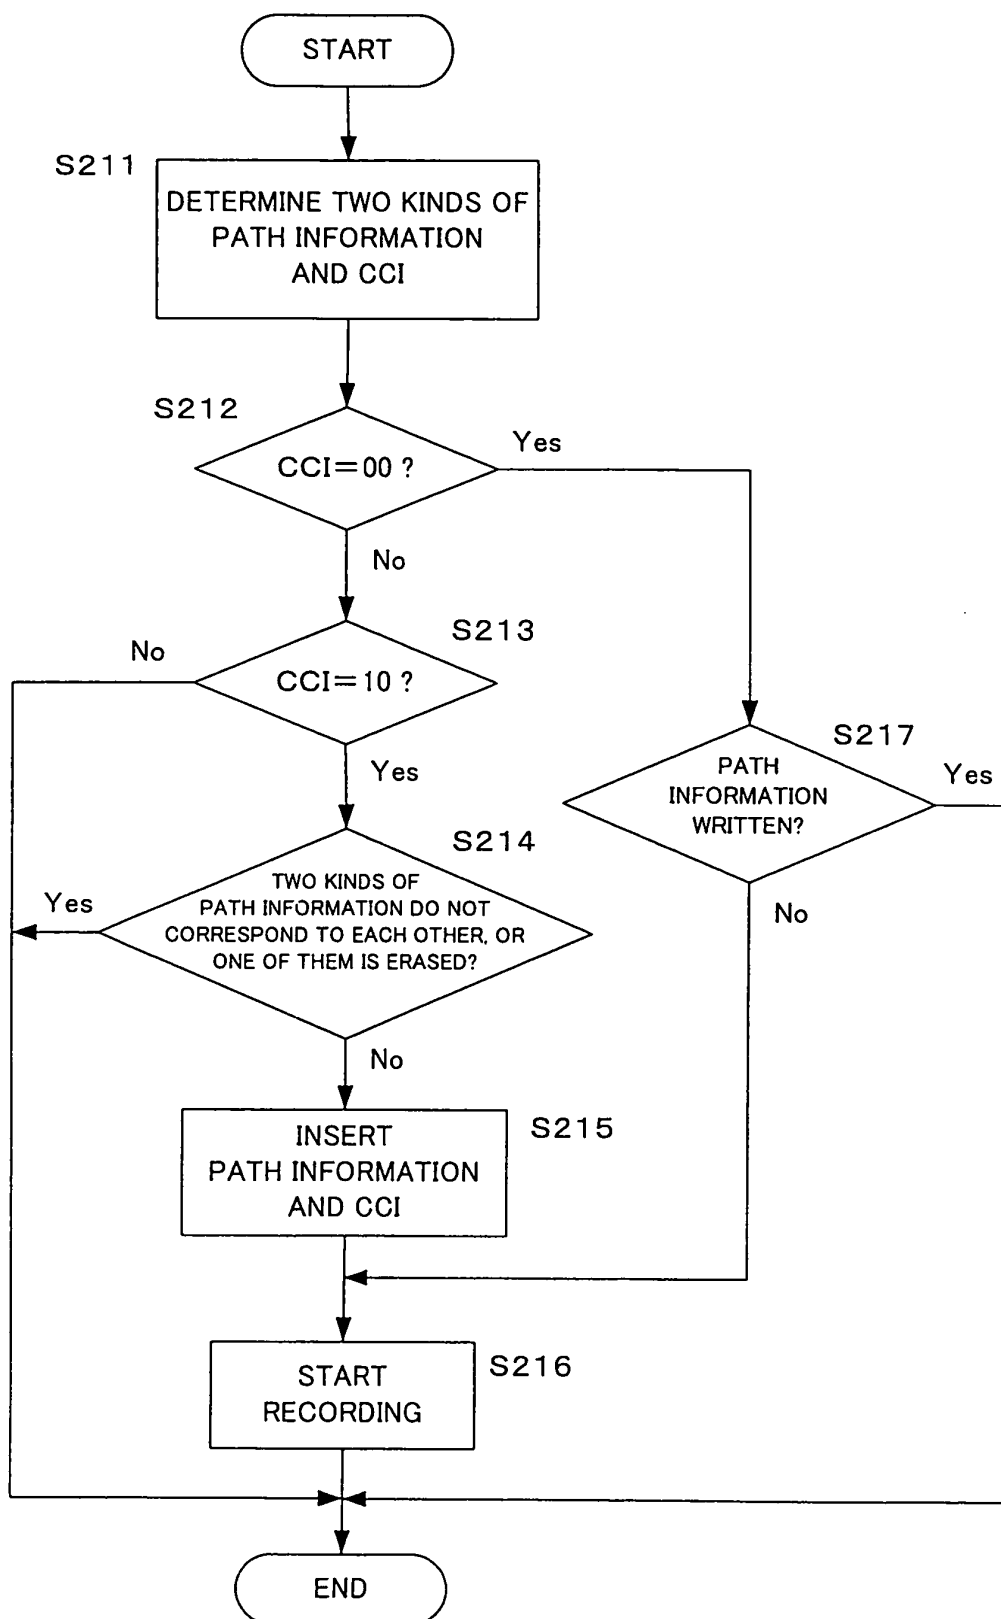 START
S211
DETERMINE TWO KINDS OF
PATH INFORMATION
AND CCI
S212
CCI=00 ?
Yes
No
S213
No
CCI=10 ?
Yes
S217
PATH
INFORMATION
WRITTEN?
Yes
No
S214
Yes
TWO KINDS OF
PATH INFORMATION DO NOT
CORRESPOND TO EACH OTHER, OR
ONE OF THEM IS ERASED?
No
S215
INSERT
PATH INFORMATION
AND CCI
S216
START
RECORDING
END